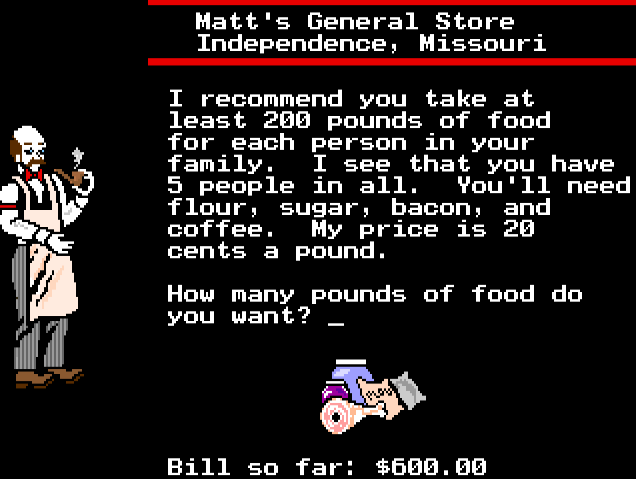 Matt's General Store
Independence, Missouri
I recommend you take at
least 200 pounds of food
for each person in your
family.  I see that you have
5 people in all.  You'll need
flour, sugar, bacon, and
coffee.  My price is 20
cents a pound.
How many pounds of food do
you want? _
Bill so far: $600.00